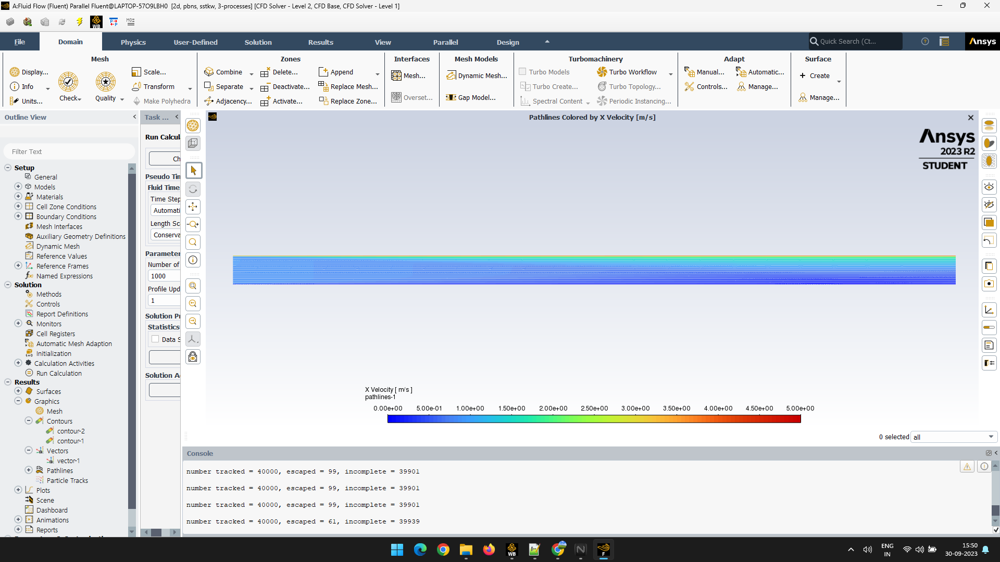 A:Fluid Flow (Fluent) Parallel Fluent@LAPTOP-57O9LBH0 [2d, pbns, sstkw, 3-processes] [CFD Solver - Level 2, CFD Base, CFD Solver - Level 1]
WB
File Domain Physics User-Defined Solution Results View Parallel Design Quick Search (Ct... Ansys
Mesh Zones Interfaces Mesh Models Turbomachinery Adapt Surface
Display... Scale... Combine Delete... Append Mesh... Dynamic Mesh... Turbo Models Turbo Workflow Manual... Automatic... Create
Info Check Quality Transform Separate Deactivate... Replace Mesh... Turbo Create... Turbo Topology... Controls... Manage...
Units... Make Polyhedra Adjacency... Activate... Replace Zone... Overset... Gap Model... Spectral Content Periodic Instancing... Manage...
Outline View
Filter Text
Setup
General
Models
Materials
Cell Zone Conditions
Boundary Conditions
Mesh Interfaces
Auxiliary Geometry Definitions
Dynamic Mesh
Reference Values
Reference Frames
Named Expressions
Solution
Methods
Controls
Report Definitions
Monitors
Cell Registers
Automatic Mesh Adaption
Initialization
Calculation Activities
Run Calculation
Results
Surfaces
Graphics
Mesh
Contours
contour-2
contour-1
Vectors
vector-1
Pathlines
Particle Tracks
Plots
Scene
Dashboard
Animations
Reports
Task ...
Run Calcul
Ch
Pseudo Tim
Fluid Time
Time Step
Automati
Length Sc
Conserva
Parameter
Number of
1000
Profile Upd
1
Solution Pr
Statistics
Data S
Solution A
Pathlines Colored by X Velocity [m/s]
Ansys
2023 R2
STUDENT
X Velocity [ m/s ]
pathlines-1
0.00e+00 5.00e-01 1.00e+00 1.50e+00 2.00e+00 2.50e+00 3.00e+00 3.50e+00 4.00e+00 4.50e+00 5.00e+00
0 selected all
Console
number tracked = 40000, escaped = 99, incomplete = 39901
number tracked = 40000, escaped = 99, incomplete = 39901
number tracked = 40000, escaped = 99, incomplete = 39901
number tracked = 40000, escaped = 61, incomplete = 39939
WB
F
ENG
IN
15:50
30-09-2023